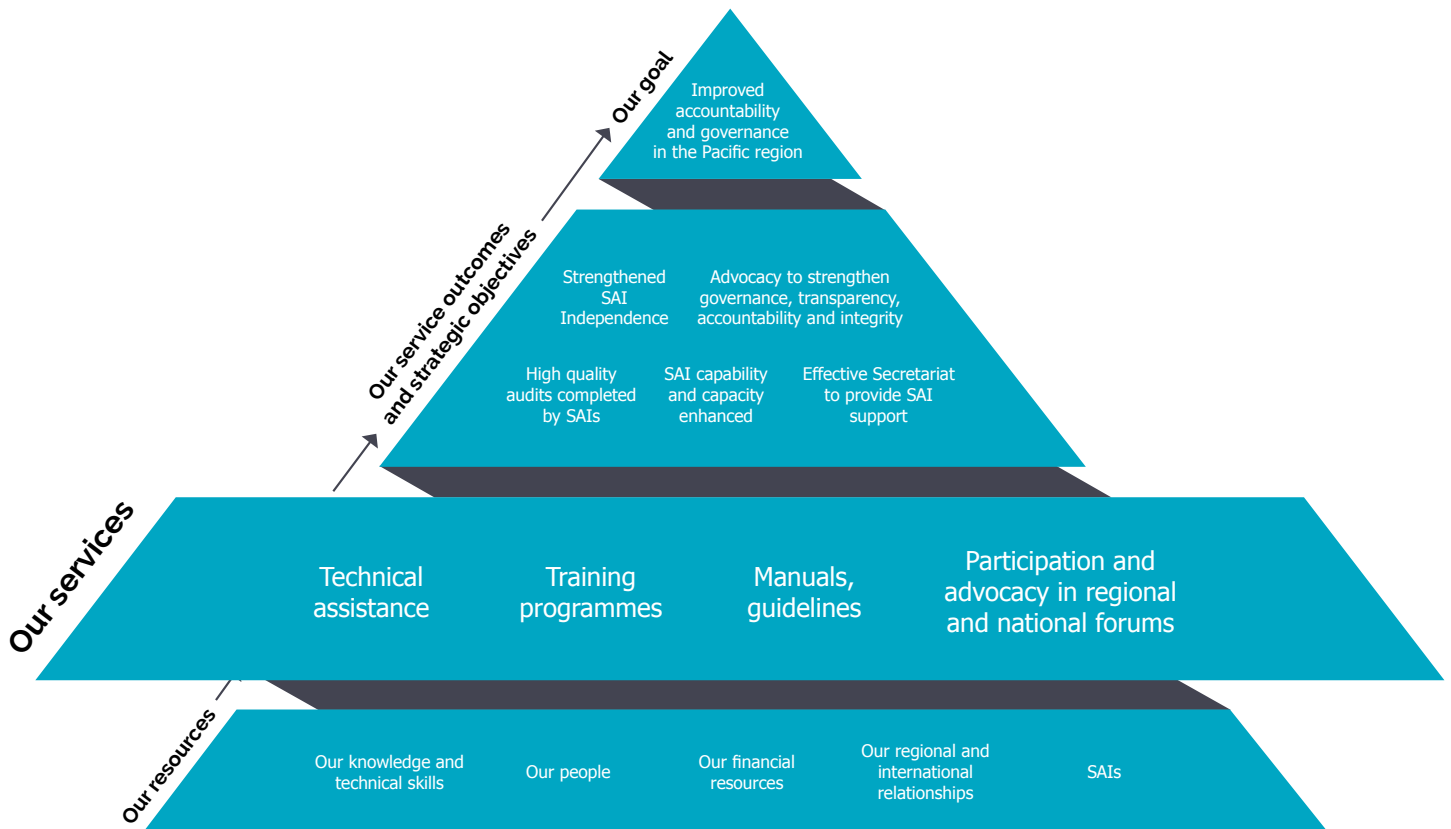 Our goal
Improved
accountability
and governance
in the Pacific region
Our service outcomes
and strategic objectives
Strengthened
SAI
Independence
Advocacy to strengthen
governance, transparency,
accountability and integrity
High quality
audits completed
by SAIs
SAI capability
and capacity
enhanced
Effective Secretariat
to provide SAI
support
Our services
Technical
assistance
Training
programmes
Manuals,
guidelines
Participation and
advocacy in regional
and national forums
Our resources
Our knowledge and
technical skills
Our people
Our financial
resources
Our regional and
international
relationships
SAIs